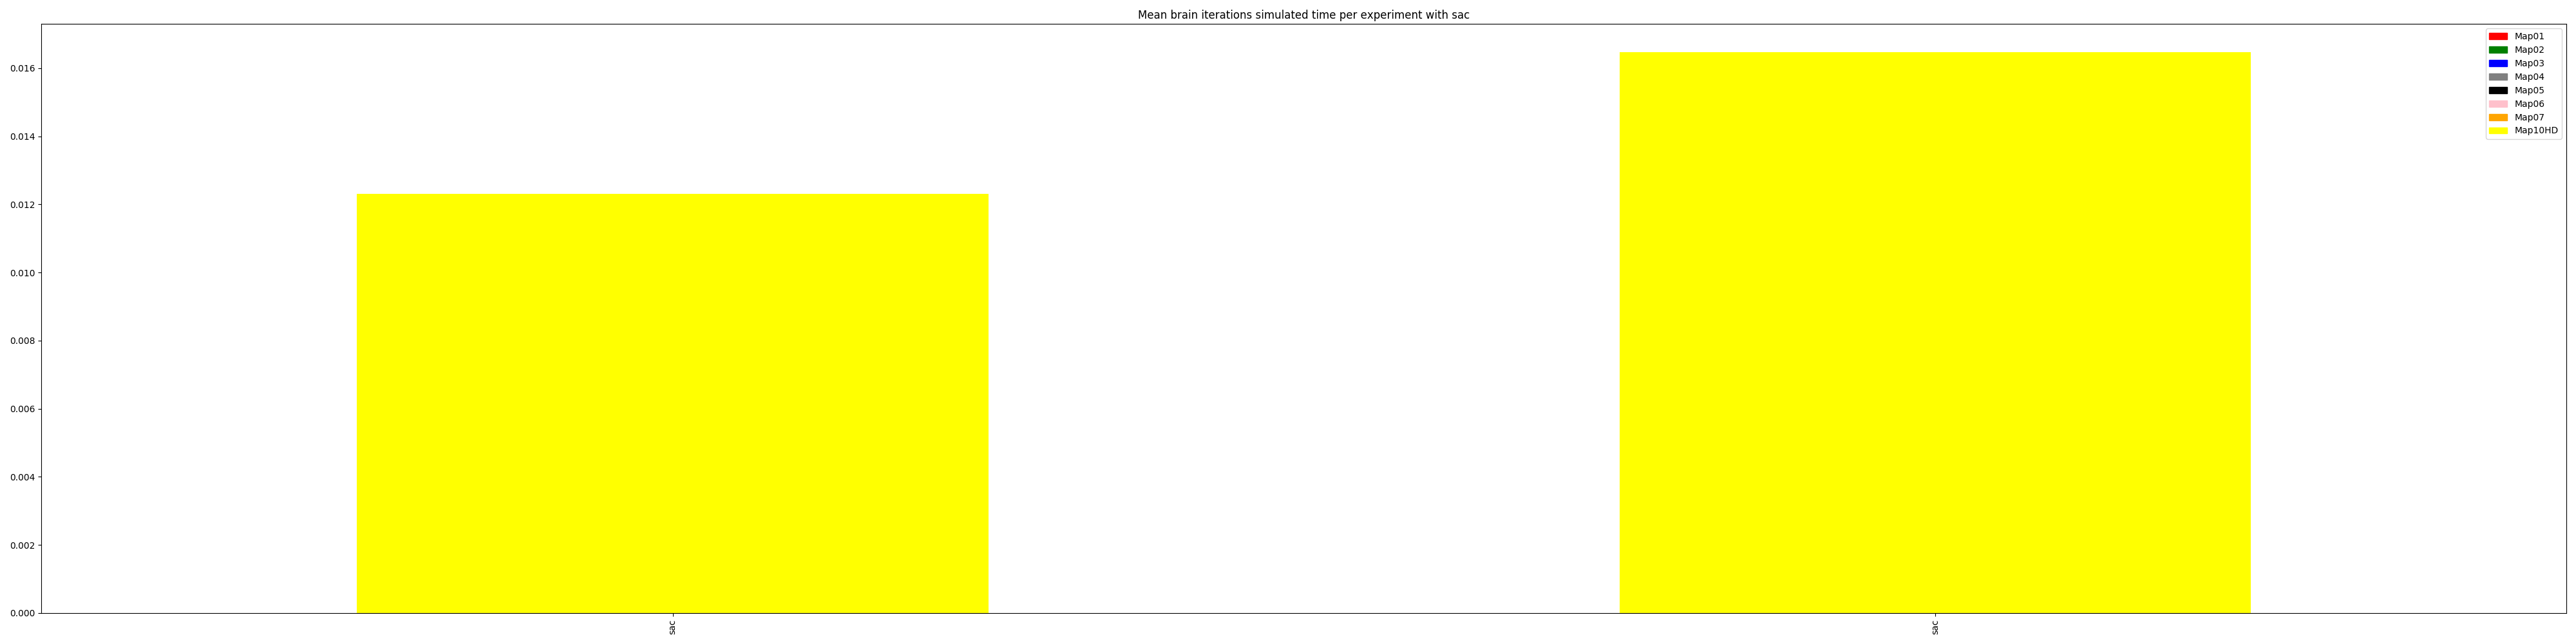 Mean brain iterations simulated time per experiment with sac
0.016
0.014
0.012
0.010
0.008
0.006
0.004
0.002
0.000
Map01
Map02
Map03
Map04
Map05
Map06
Map07
Map10HD
sac
sac